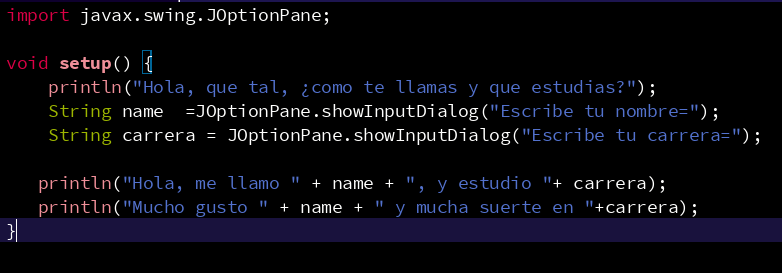 import javax.swing.JOptionPane;
void setup() {
println("Hola, que tal, ¿como te llamas y que estudias?");
String name  =JOptionPane.showInputDialog("Escribe tu nombre=");
String carrera = JOptionPane.showInputDialog("Escribe tu carrera=");
println("Hola, me llamo " + name + ", y estudio "+ carrera);
println("Mucho gusto " + name + " y mucha suerte en "+carrera);
}